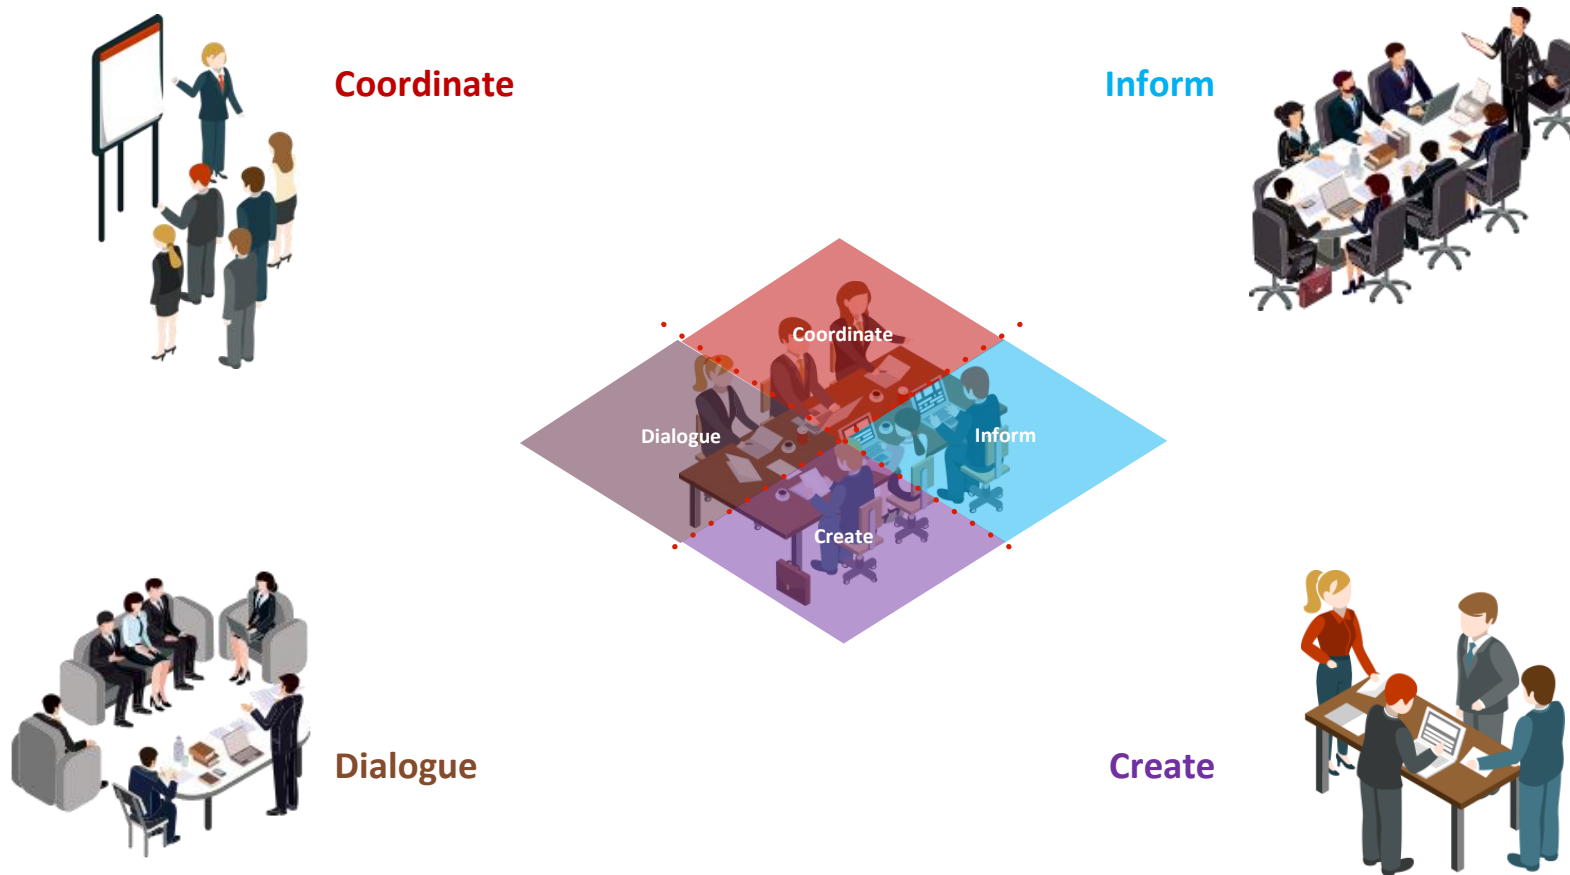 Coordinate
Inform
Coordinate
Dialogue
Inform
Create
Dialogue
Create